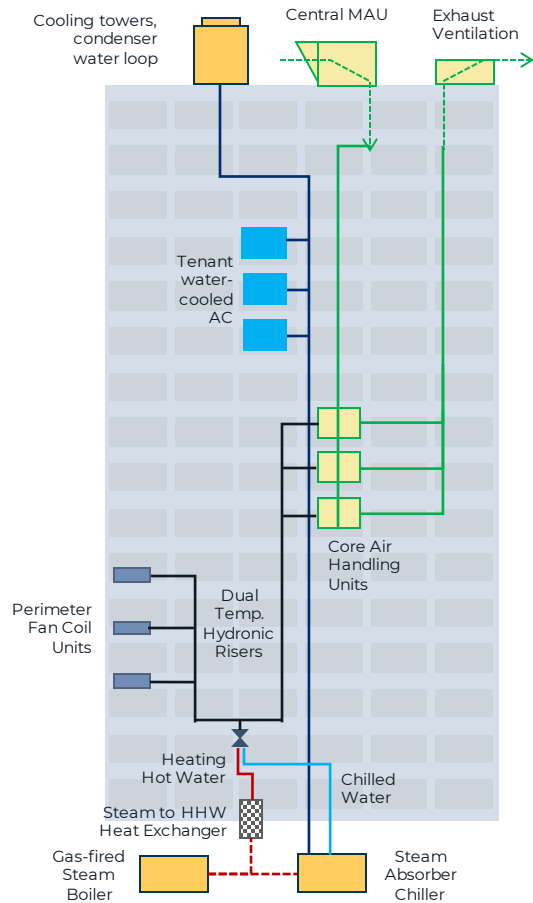 Cooling towers,
condenser
water loop
Central MAU
Exhaust
Ventilation
Tenant
water-
cooled
AC
Core Air
Handling
Units
Dual
Temp.
Hydronic
Risers
Perimeter
Fan Coil
Units
Heating
Hot Water
Chilled
Water
Steam to HHW
Heat Exchanger
Gas-fired
Steam
Boiler
Steam
Absorber
Chiller